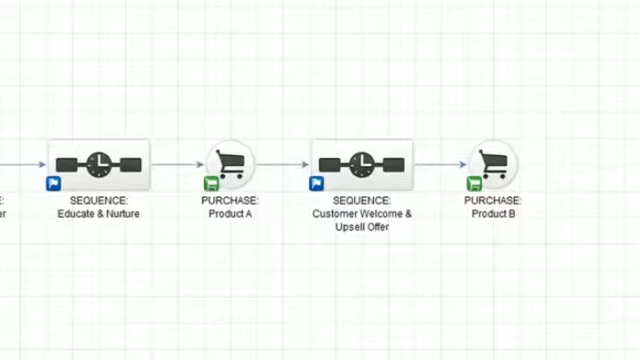 SEQUENCE:
Educate & Nurture
PURCHASE:
Product A
SEQUENCE:
Customer Welcome &
Upsell Offer
PURCHASE:
Product B